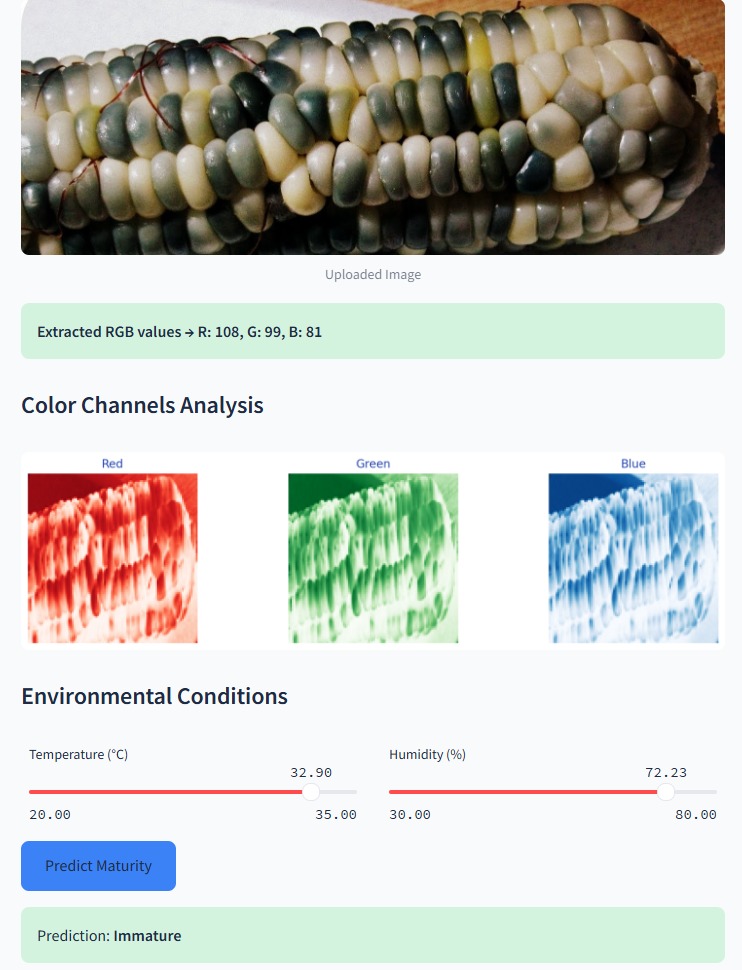 Uploaded Image
Extracted RGB values → R: 108, G: 99, B: 81
Color Channels Analysis
Red Green Blue
Environmental Conditions
Temperature (°C) Humidity (%)
32.90 72.23
20.00 35.00 30.00 80.00
Predict Maturity
Prediction: Immature